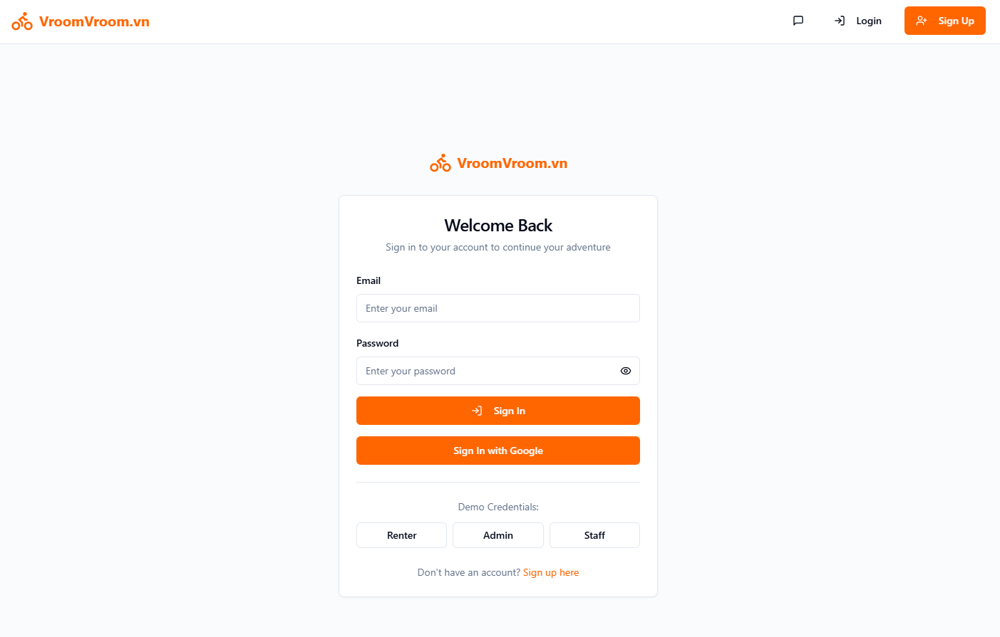 VroomVroom.vn
Login
Sign Up
VroomVroom.vn
Welcome Back
Sign in to your account to continue your adventure
Email
Enter your email
Password
Enter your password
Sign In
Sign In with Google
Demo Credentials:
Renter
Admin
Staff
Don't have an account? Sign up here